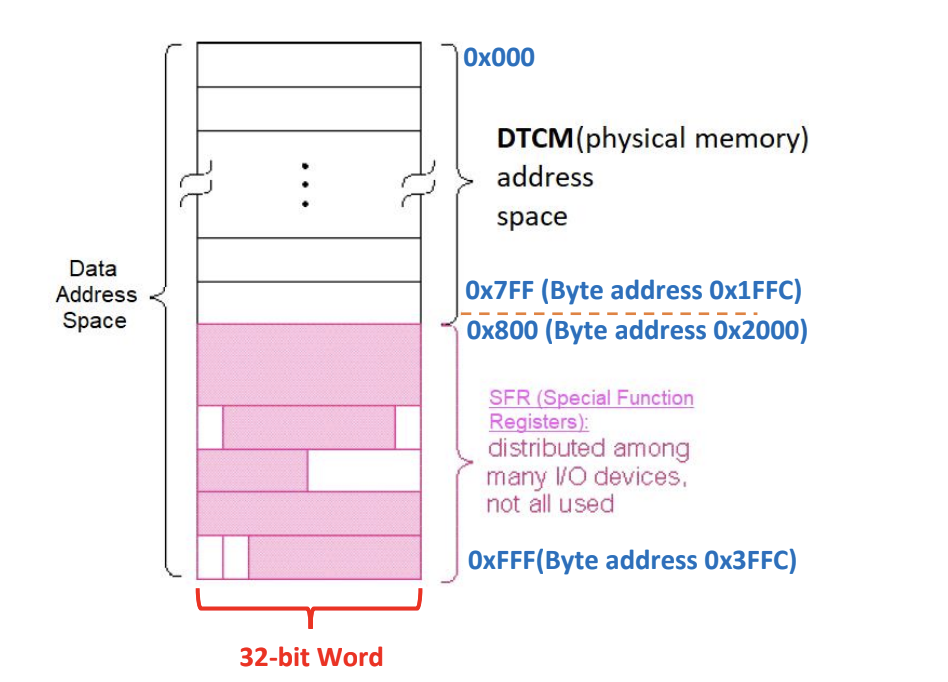 0x000
DTCM(physical memory)
address
space
Data
Address
Space
0x7FF (Byte address 0x1FFC)
0x800 (Byte address 0x2000)
SFR (Special Function
Registers):
distributed among
many I/O devices,
not all used
0xFFF(Byte address 0x3FFC)
32-bit Word